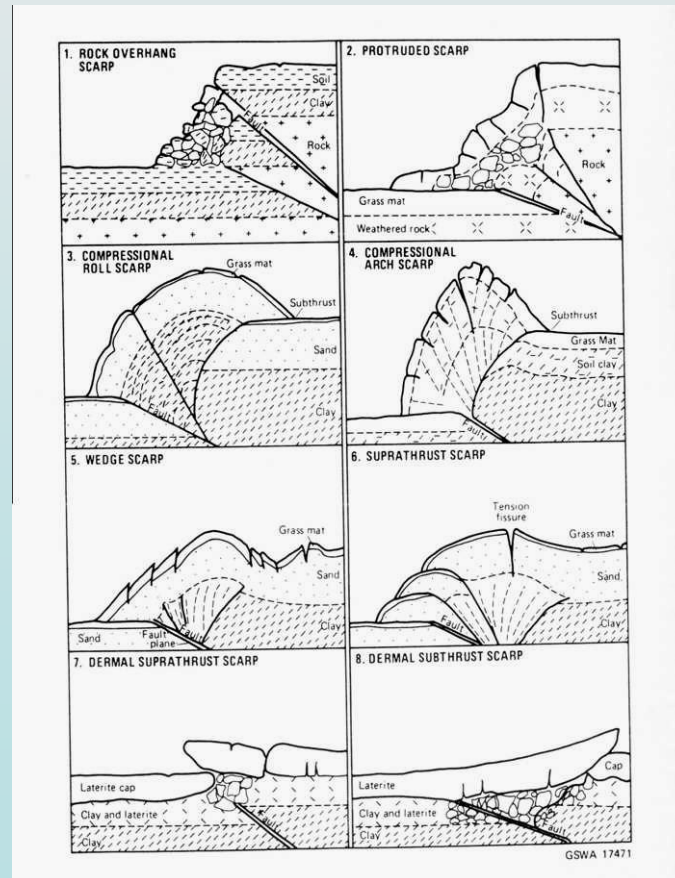 1. ROCK OVERHANG
SCARP
Soil
Clay
Fault
Rock
2. PROTRUDED SCARP
Rock
Grass mat
Fault
Weathered rock
3. COMPRESSIONAL
ROLL SCARP
Grass mat
Subthrust
Sand
Fault
Clay
4. COMPRESSIONAL
ARCH SCARP
Subthrust
Grass Mat
Soil clay
Clay
Fault
5. WEDGE SCARP
Grass mat
Sand
Sand
Fault
plane
Fault
Clay
6. SUPRATHRUST SCARP
Tension
fissure
Grass mat
Sand
Fault
Clay
7. DERMAL SUPRATHRUST SCARP
Laterite cap
Clay and laterite
Fault
Clay
8. DERMAL SUBTHRUST SCARP
Cap
Laterite
Clay and laterite
Fault
Clay
GSWA 17471